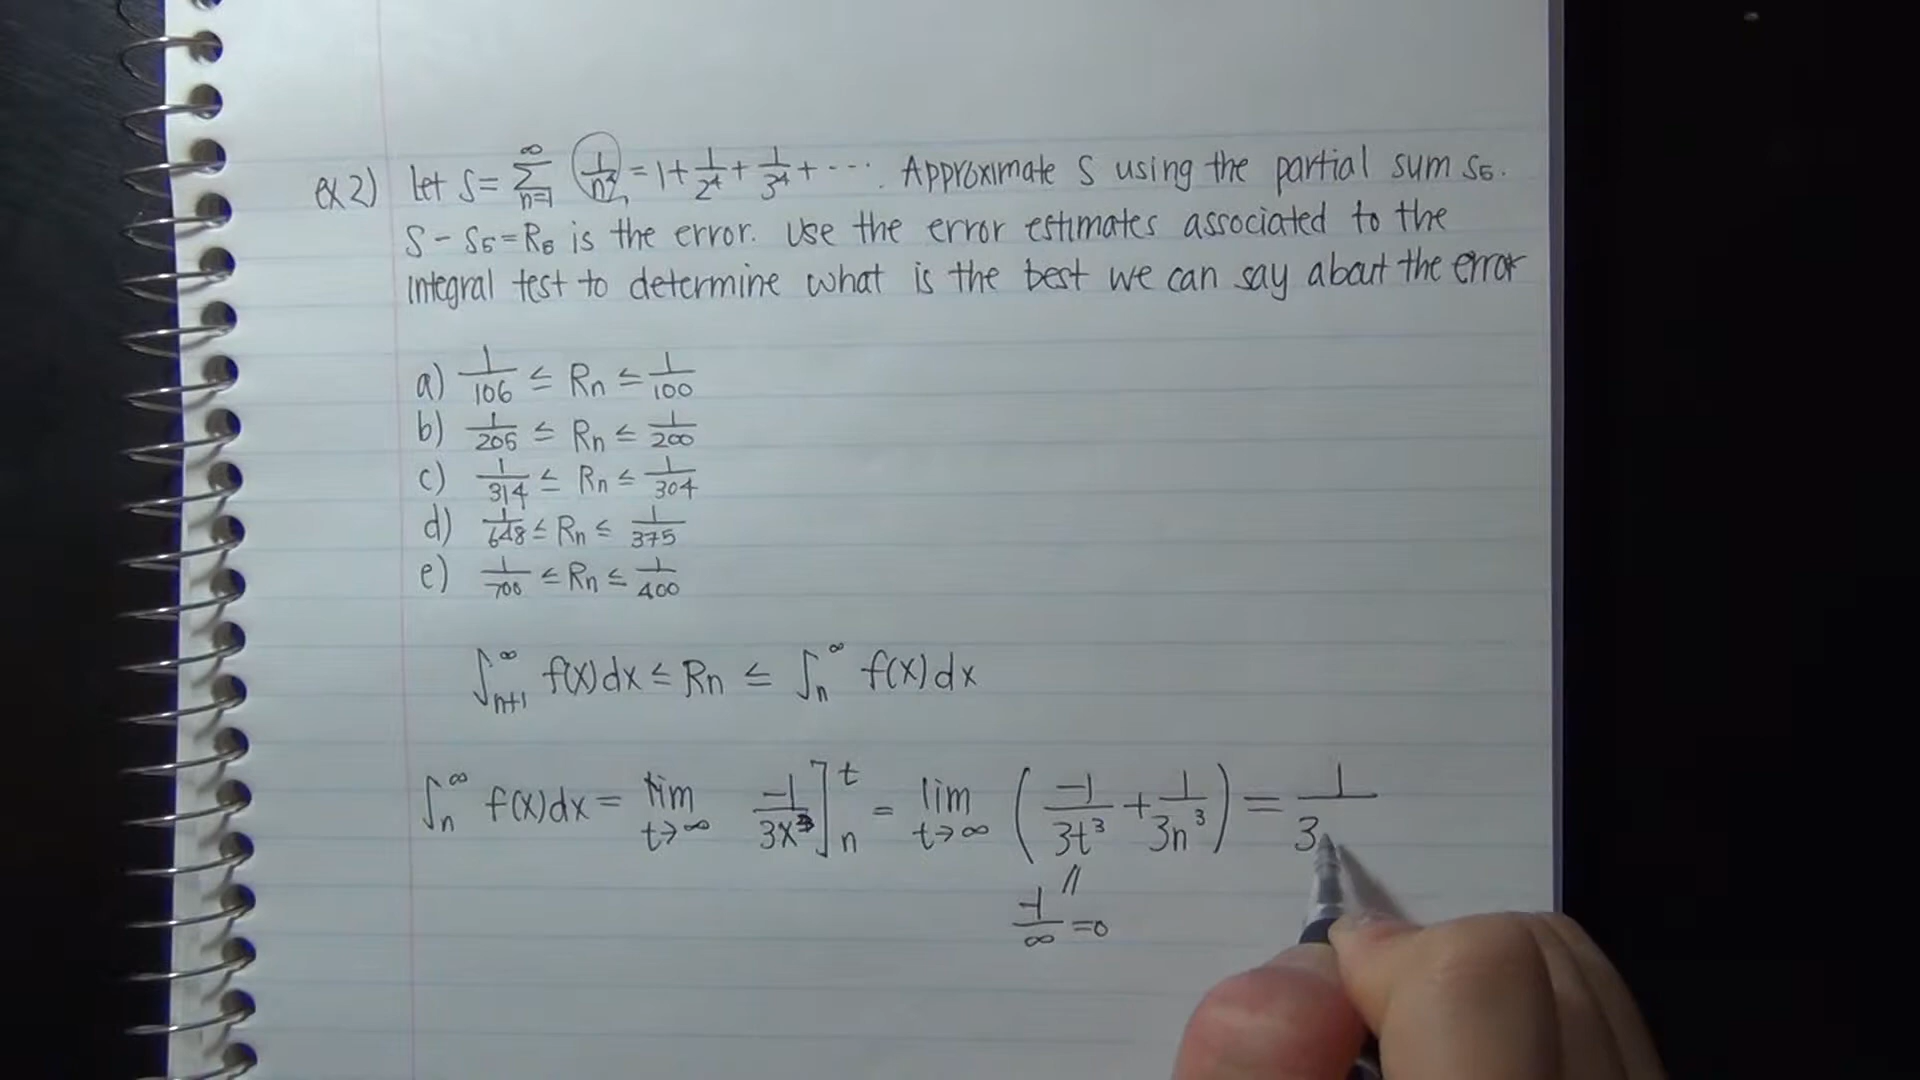 ex 2) let S = ∑_{n=1}^{∞} 1/n⁴ = 1 + 1/2⁴ + 1/3⁴ + ⋯. Approximate S using the partial sum S₅.
S − S₅ = R₅ is the error. Use the error estimates associated to the
integral test to determine what is the best we can say about the error
a) 1/106 ≤ Rn ≤ 1/100
b) 1/205 ≤ Rn ≤ 1/200
c) 1/314 ≤ Rn ≤ 1/304
d) 1/648 ≤ Rn ≤ 1/375
e) 1/700 ≤ Rn ≤ 1/400
∫_{n+1}^{∞} f(x)dx ≤ Rn ≤ ∫_n^{∞} f(x)dx
∫_n^{∞} f(x)dx = lim_{t→∞} −1/3x³]_n^t = lim_{t→∞} (−1/3t³ + 1/3n³) = 1/3
//
−1/∞ = 0